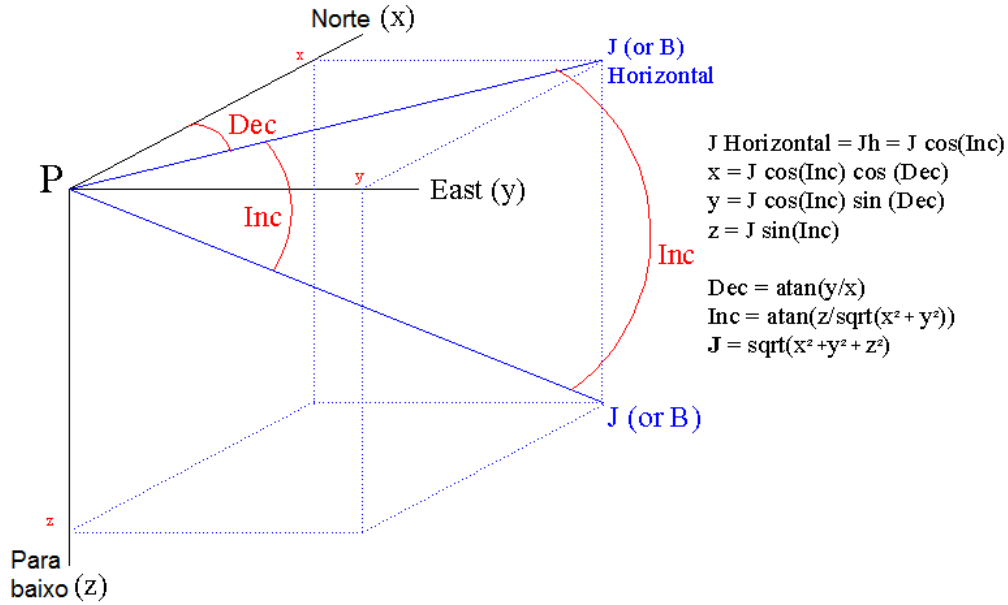 Norte (x)
x
J (or B)
Horizontal
Dec
P
y
East (y)
Inc
Inc
J Horizontal = Jh = J cos(Inc)
x = J cos(Inc) cos (Dec)
y = J cos(Inc) sin (Dec)
z = J sin(Inc)
Dec = atan(y/x)
Inc = atan(z/sqrt(x² + y²))
J = sqrt(x²+y²+ z²)
J (or B)
z
Para
baixo (z)